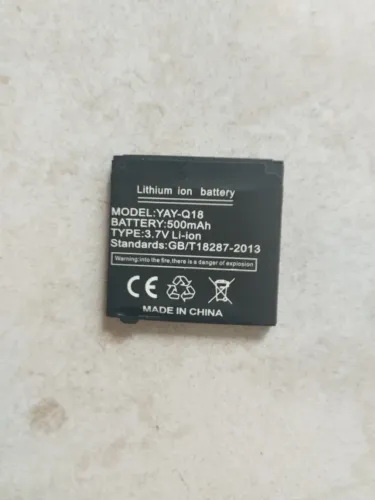 Lithium ion battery
MODEL:YAY-Q18
BATTERY:500mAh
TYPE:3.7V Li-ion
Standards:GB/T18287-2013
Warning:into the fire,there is a danger of explosion
CE
MADE IN CHINA